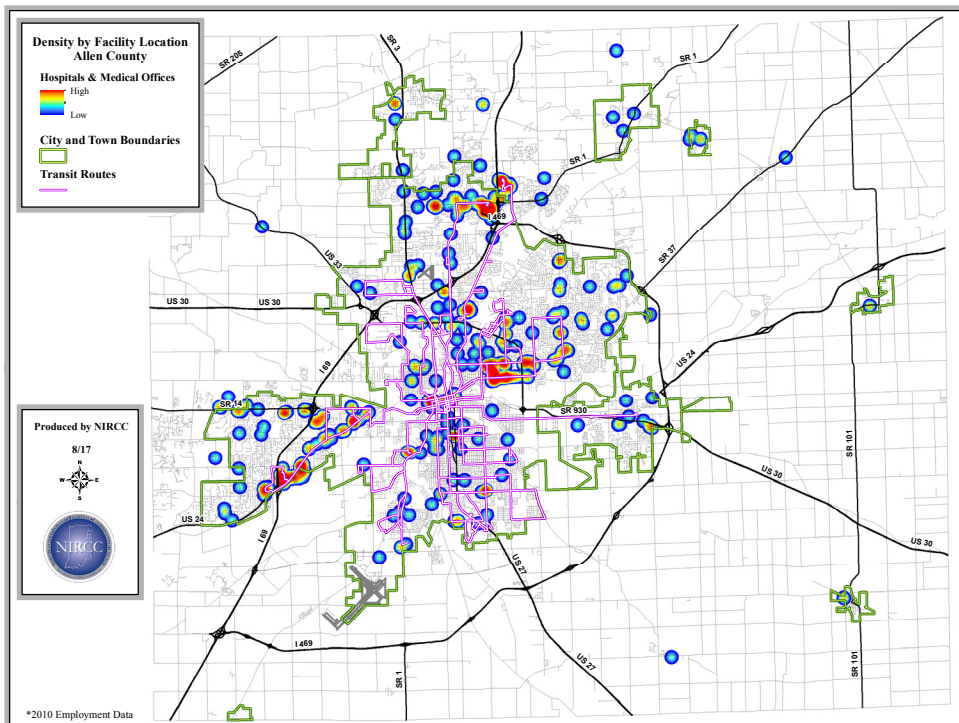 Density by Facility Location
Allen County
Hospitals & Medical Offices
High
Low
City and Town Boundaries
Transit Routes
Produced by NIRCC
8/17
N
W
E
S
NIRCC
*2010 Employment Data
SR 205
SR 3
SR 1
SR 1
I 469
SR 37
US 33
US 30
US 30
US 24
I 69
SR 14
SR 930
SR 101
US 30
US 24
I 69
US 30
US 27
I 469
SR 1
US 27
SR 101